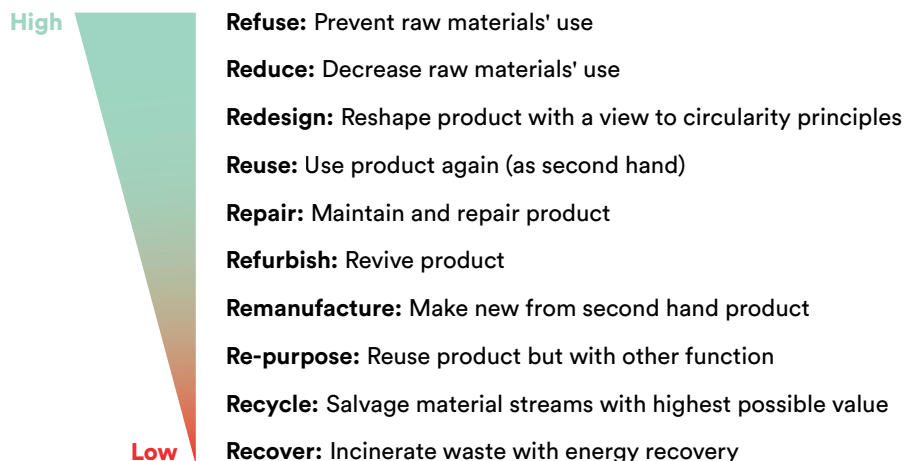 High
Refuse: Prevent raw materials' use
Reduce: Decrease raw materials' use
Redesign: Reshape product with a view to circularity principles
Reuse: Use product again (as second hand)
Repair: Maintain and repair product
Refurbish: Revive product
Remanufacture: Make new from second hand product
Re-purpose: Reuse product but with other function
Recycle: Salvage material streams with highest possible value
Low
Recover: Incinerate waste with energy recovery